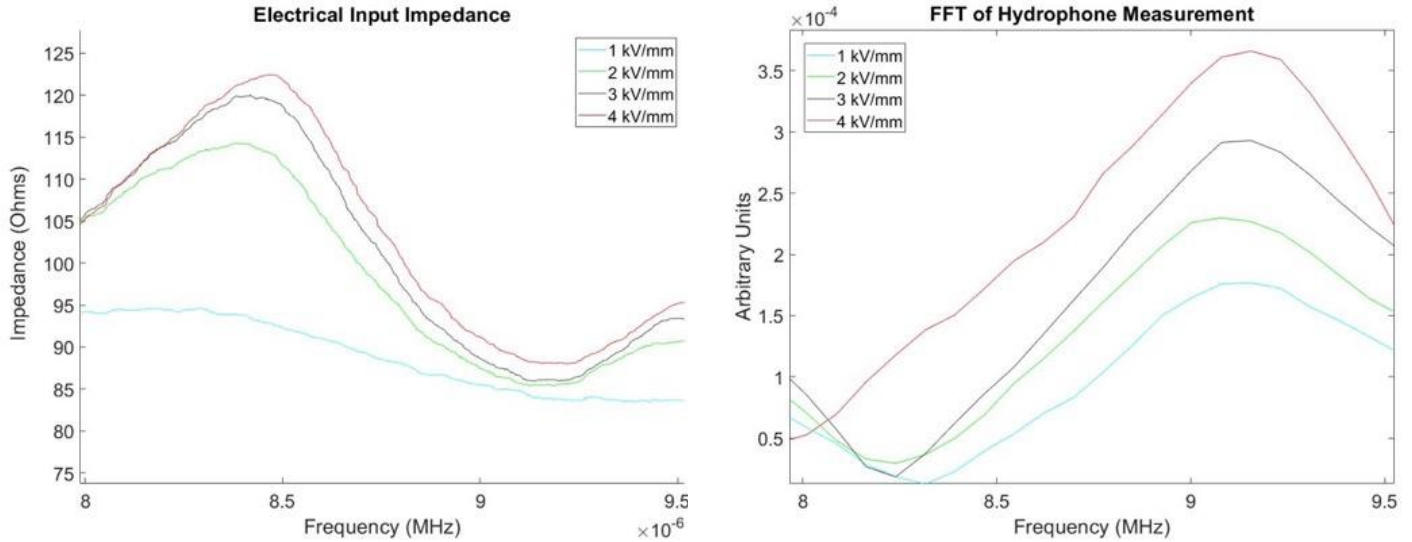 Electrical Input Impedance
125
120
115
110
105
100
95
90
85
80
75
Impedance (Ohms)
1 kV/mm
2 kV/mm
3 kV/mm
4 kV/mm
8
8.5
9
9.5
Frequency (MHz)
×10⁻⁶
×10⁻⁴
FFT of Hydrophone Measurement
3.5
3
2.5
2
1.5
1
0.5
Arbitrary Units
1 kV/mm
2 kV/mm
3 kV/mm
4 kV/mm
8
8.5
9
9.5
Frequency (MHz)